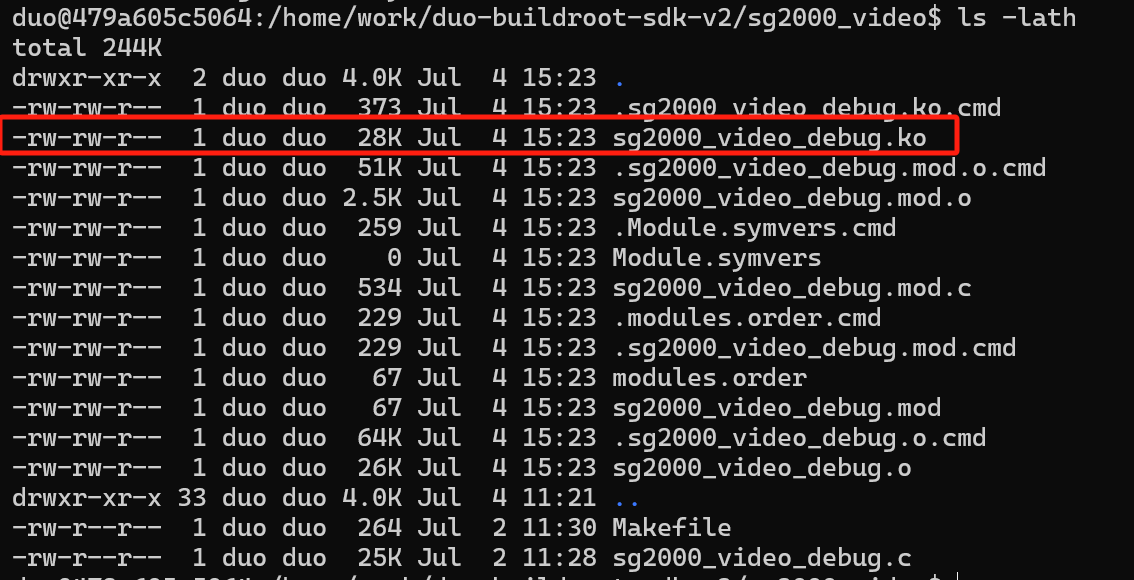 duo@479a605c5064:/home/work/duo-buildroot-sdk-v2/sg2000_video$ ls -lath
total 244K
drwxr-xr-x  2 duo duo 4.0K Jul  4 15:23 .
-rw-rw-r--  1 duo duo  373 Jul  4 15:23 .sg2000_video_debug.ko.cmd
-rw-rw-r--  1 duo duo  28K Jul  4 15:23 sg2000_video_debug.ko
-rw-rw-r--  1 duo duo  51K Jul  4 15:23 .sg2000_video_debug.mod.o.cmd
-rw-rw-r--  1 duo duo 2.5K Jul  4 15:23 sg2000_video_debug.mod.o
-rw-rw-r--  1 duo duo  259 Jul  4 15:23 .Module.symvers.cmd
-rw-rw-r--  1 duo duo    0 Jul  4 15:23 Module.symvers
-rw-rw-r--  1 duo duo  534 Jul  4 15:23 sg2000_video_debug.mod.c
-rw-rw-r--  1 duo duo  229 Jul  4 15:23 .modules.order.cmd
-rw-rw-r--  1 duo duo  229 Jul  4 15:23 .sg2000_video_debug.mod.cmd
-rw-rw-r--  1 duo duo   67 Jul  4 15:23 modules.order
-rw-rw-r--  1 duo duo   67 Jul  4 15:23 sg2000_video_debug.mod
-rw-rw-r--  1 duo duo  64K Jul  4 15:23 .sg2000_video_debug.o.cmd
-rw-rw-r--  1 duo duo  26K Jul  4 15:23 sg2000_video_debug.o
drwxr-xr-x 33 duo duo 4.0K Jul  4 11:21 ..
-rw-r--r--  1 duo duo  264 Jul  2 11:30 Makefile
-rw-r--r--  1 duo duo  25K Jul  2 11:28 sg2000_video_debug.c